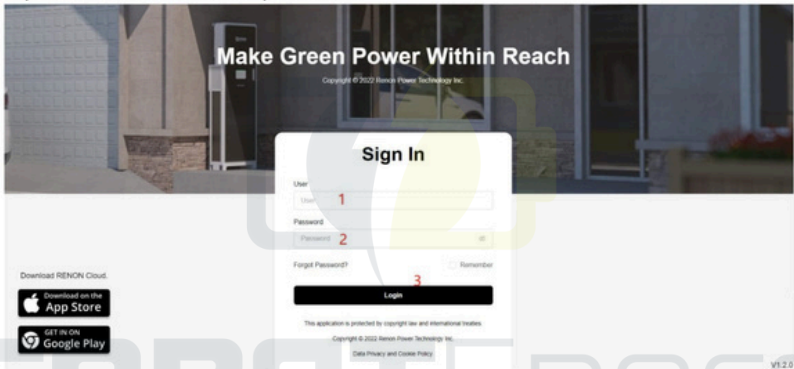 Make Green Power Within Reach
Copyright © 2022 Renon Power Technology Inc.
Sign In
User
User 1
Password
Password 2
Forgot Password?
Remember
3
Login
Download RENON Cloud.
Download on the
App Store
GET IN ON
Google Play
This application is protected by copyright law and international treaties.
Copyright © 2022 Renon Power Technology Inc.
Data Privacy and Cookie Policy
V1.2.0